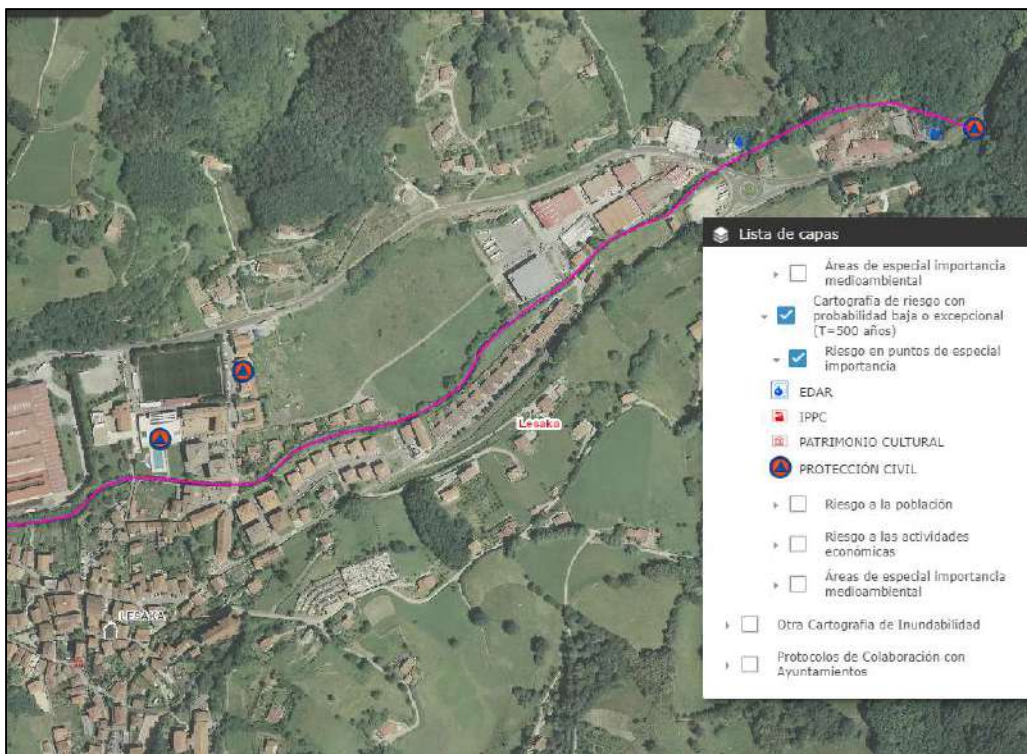 Lesaka
LESAKA
Lista de capas
Áreas de especial importancia
medioambiental
Cartografía de riesgo con
probabilidad baja o excepcional
(T=500 años)
Riesgo en puntos de especial
importancia
EDAR
IPPC
PATRIMONIO CULTURAL
PROTECCIÓN CIVIL
Riesgo a la población
Riesgo a las actividades
económicas
Áreas de especial importancia
medioambiental
Otra Cartografía de Inundabilidad
Protocolos de Colaboración con
Ayuntamientos